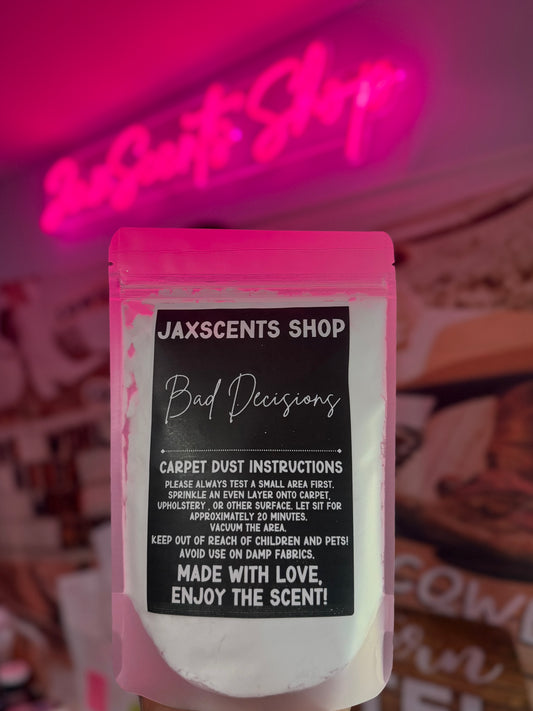 JaxScents Shop
JAXSCENTS SHOP
Bad Decisions
CARPET DUST INSTRUCTIONS
PLEASE ALWAYS TEST A SMALL AREA FIRST.
SPRINKLE AN EVEN LAYER ONTO CARPET,
UPHOLSTERY , OR OTHER SURFACE. LET SIT FOR
APPROXIMATELY 20 MINUTES.
VACUUM THE AREA.
KEEP OUT OF REACH OF CHILDREN AND PETS!
AVOID USE ON DAMP FABRICS.
MADE WITH LOVE,
ENJOY THE SCENT!